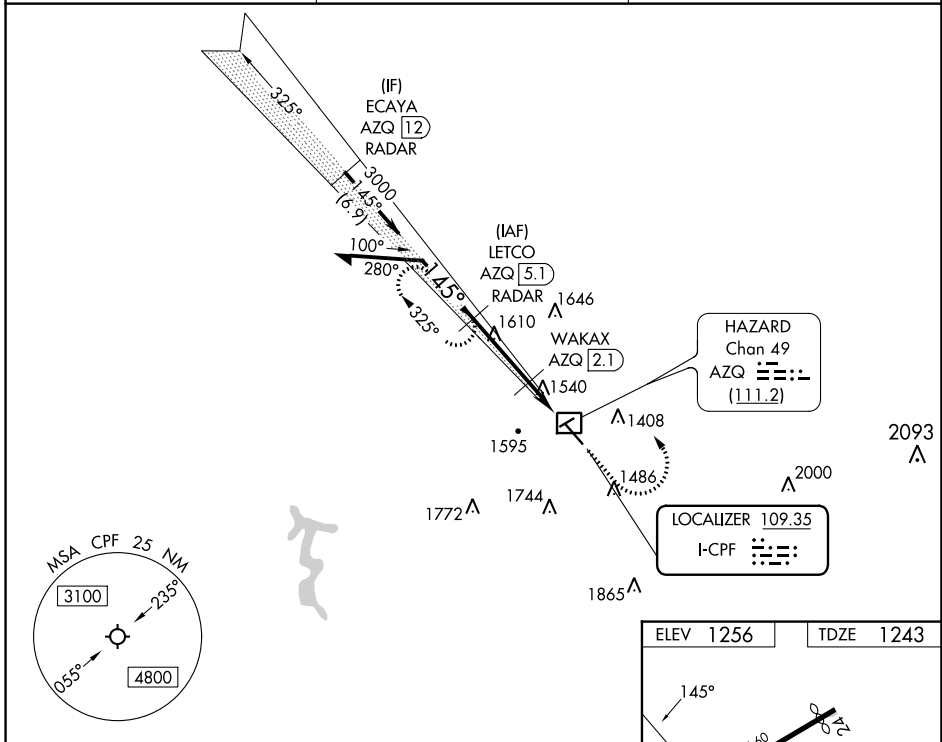 325°
(IF)
ECAYA
AZQ 12
RADAR
3000
145°
(6.9)
100°
280°
145°
325°
(IAF)
LETCO
AZQ 5.1
RADAR
1646
1610
WAKAX
AZQ 2.1
1540
HAZARD
Chan 49
AZQ
(111.2)
1408
1595
2093
1486
2000
1772
1744
LOCALIZER 109.35
I-CPF
1865
MSA CPF 25 NM
3100
235°
055°
4800
ELEV 1256
TDZE 1243
145°
24